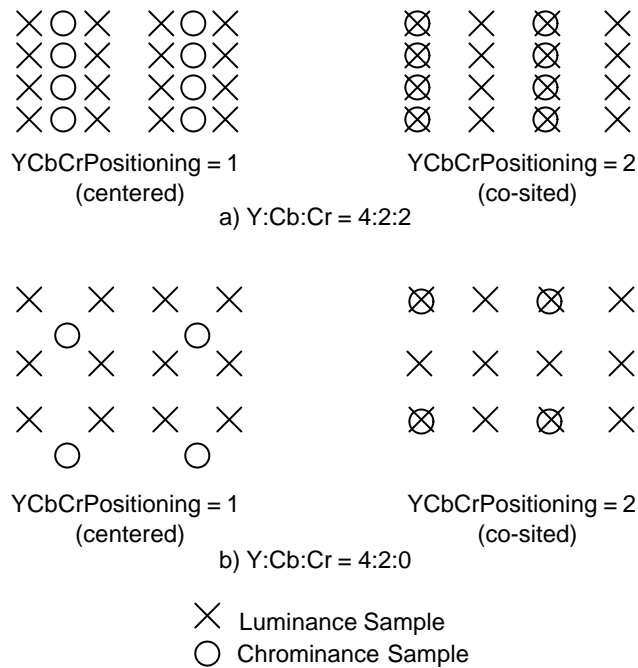 YCbCrPositioning = 1
(centered)
YCbCrPositioning = 2
(co-sited)
a) Y:Cb:Cr = 4:2:2
YCbCrPositioning = 1
(centered)
YCbCrPositioning = 2
(co-sited)
b) Y:Cb:Cr = 4:2:0
Luminance Sample
Chrominance Sample